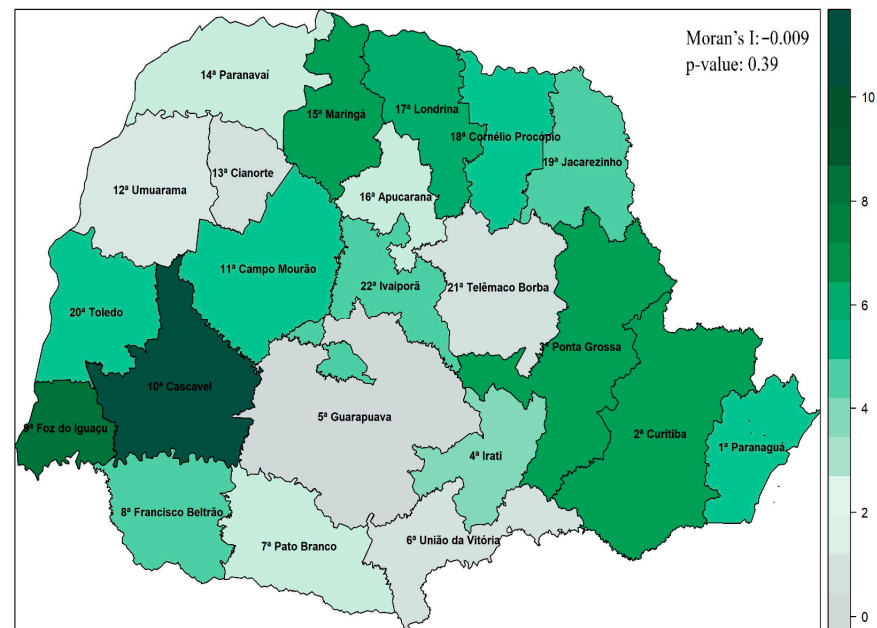 Moran's I:−0.009
p-value: 0.39
14ª Paranavaí
15ª Maringá
17ª Londrina
18ª Cornélio Procópio
19ª Jacarezinho
13ª Cianorte
12ª Umuarama
16ª Apucarana
11ª Campo Mourão
22ª Ivaiporã
21ª Telêmaco Borba
20ª Toledo
3ª Ponta Grossa
10ª Cascavel
5ª Guarapuava
9ª Foz do Iguaçu
2ª Curitiba
1ª Paranaguá
4ª Irati
8ª Francisco Beltrão
7ª Pato Branco
6ª União da Vitória
10
8
6
4
2
0